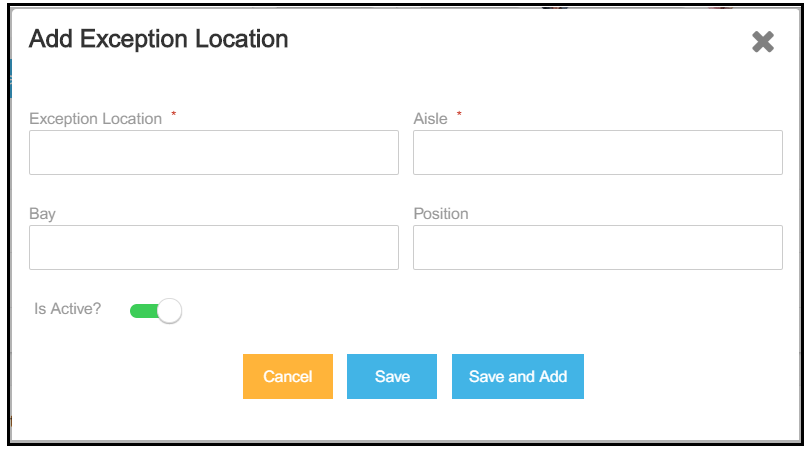 Add Exception Location
Exception Location *
Aisle *
Bay
Position
Is Active?
Cancel
Save
Save and Add